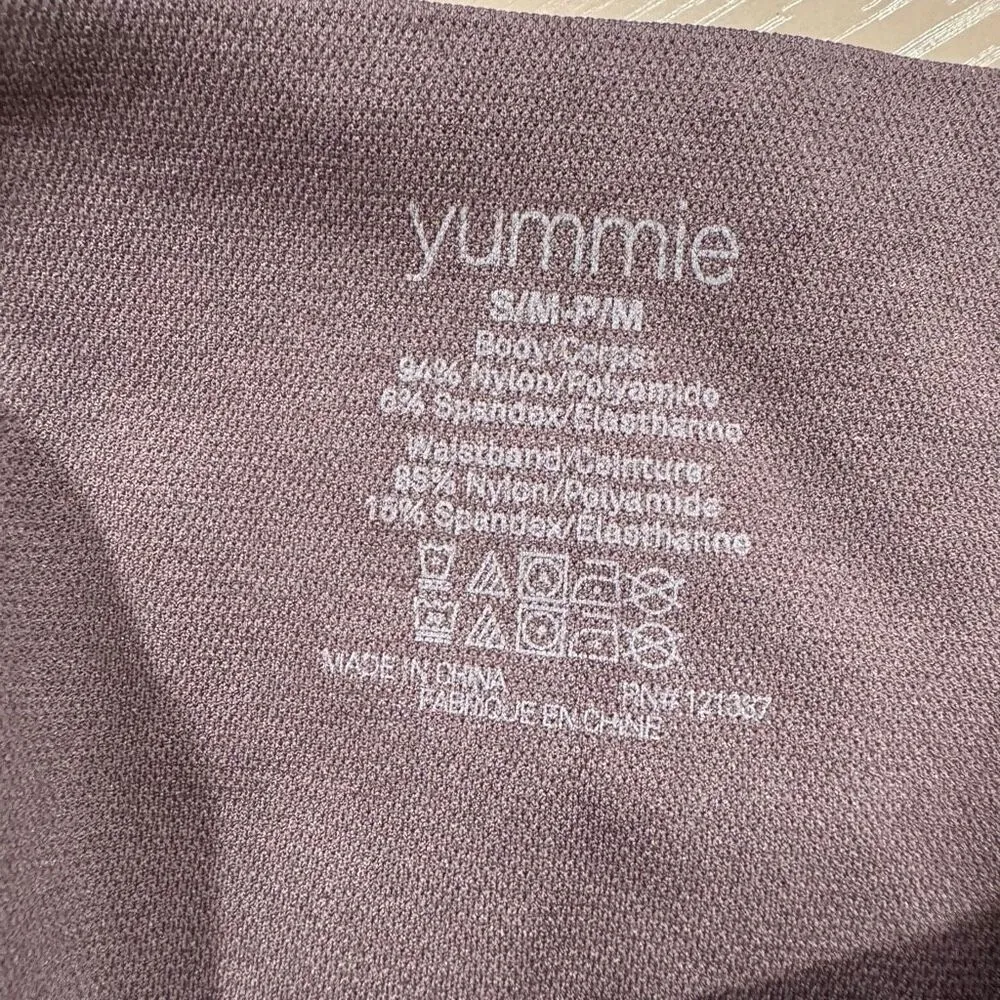 yummie
S/M-P/M
Body/Corps:
94% Nylon/Polyamide
6% Spandex/Elasthanne
Waistband/Ceinture:
85% Nylon/Polyamide
15% Spandex/Elasthanne
MADE IN CHINA RN# 121337
FABRIQUE EN CHINE